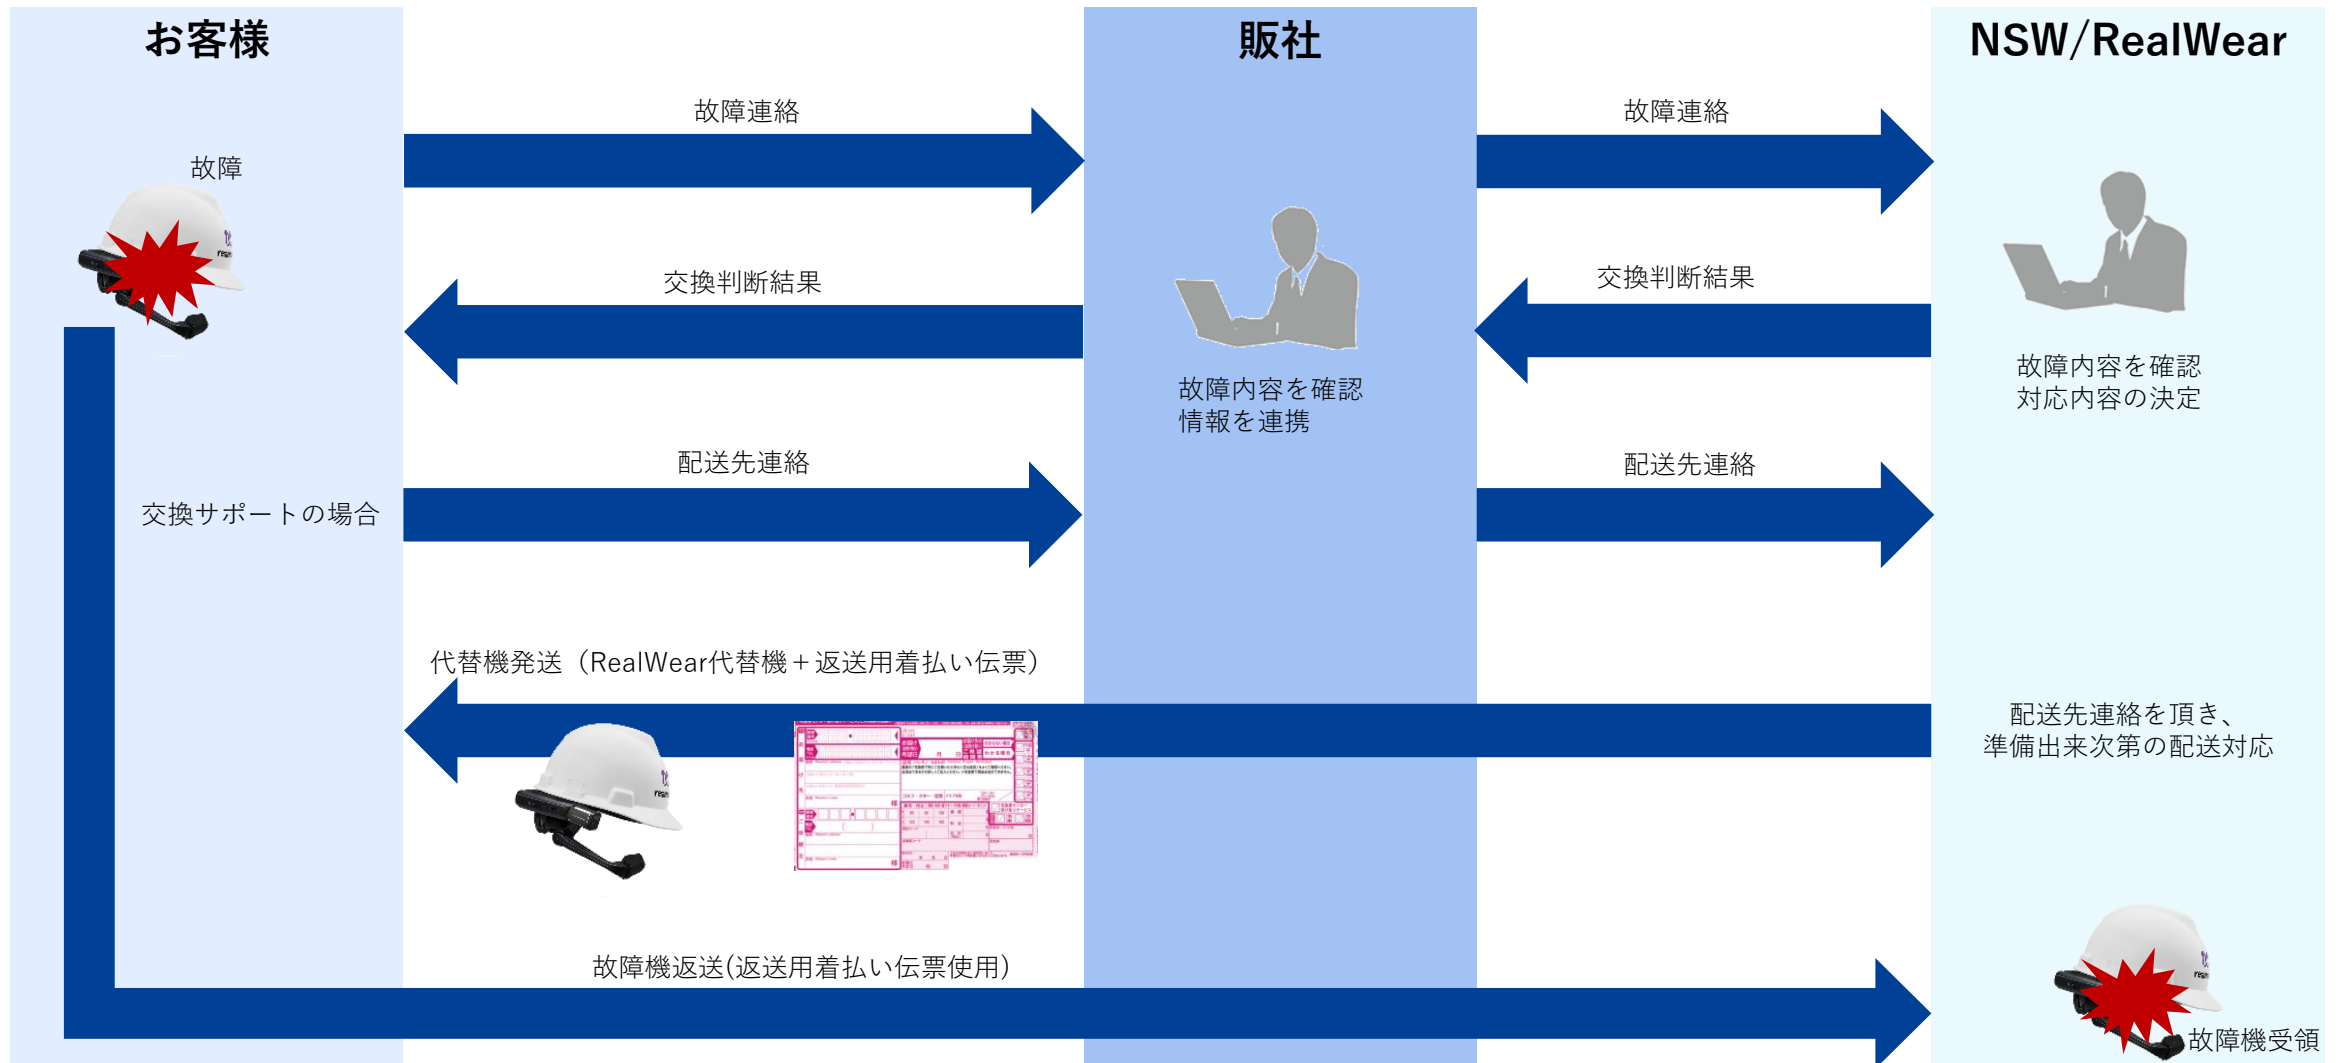 お客様
販社
NSW/RealWear
故障連絡
故障連絡
故障
交換判断結果
交換判断結果
故障内容を確認
対応内容の決定
故障内容を確認
情報を連携
配送先連絡
配送先連絡
交換サポートの場合
代替機発送（RealWear代替機＋返送用着払い伝票）
配送先連絡を頂き、
準備出来次第の配送対応
故障機返送(返送用着払い伝票使用)
故障機受領